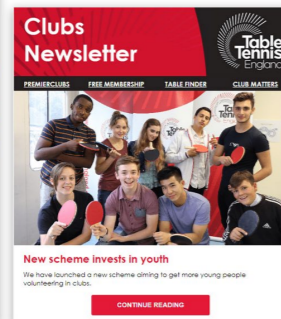 Clubs
Newsletter
Table
Tennis
England
PREMIERCLUBS FREE MEMBERSHIP TABLE FINDER CLUB MATTERS
New scheme invests in youth
We have launched a new scheme aiming to get more young people
volunteering in clubs.
CONTINUE READING